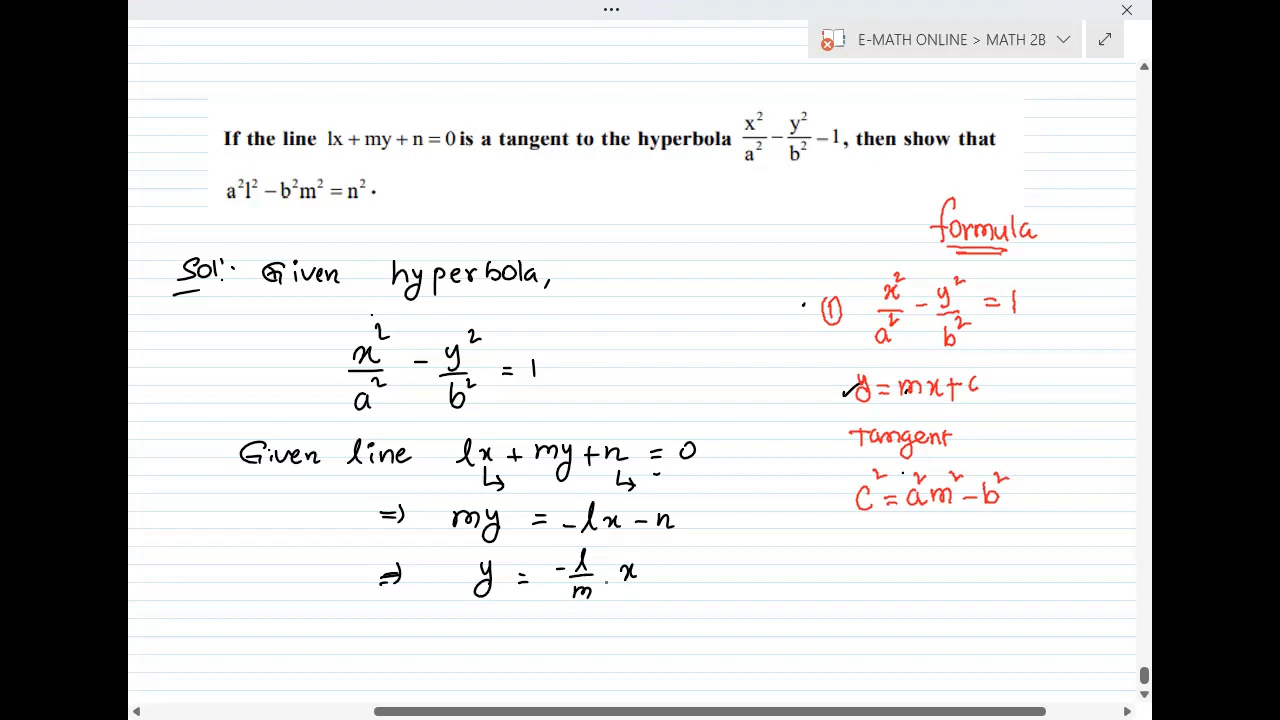 E-MATH ONLINE > MATH 2B
If the line lx + my + n = 0 is a tangent to the hyperbola x²/a² − y²/b² − 1, then show that
a²l² − b²m² = n².
formula
Sol: Given hyperbola,
x²/a² − y²/b² = 1
Given line lx + my + n = 0
=> my = -lx - n
=> y = -l/m . x
① x²/a² − y²/b² = 1
y = mx + c
Tangent
c² = a²m² − b²